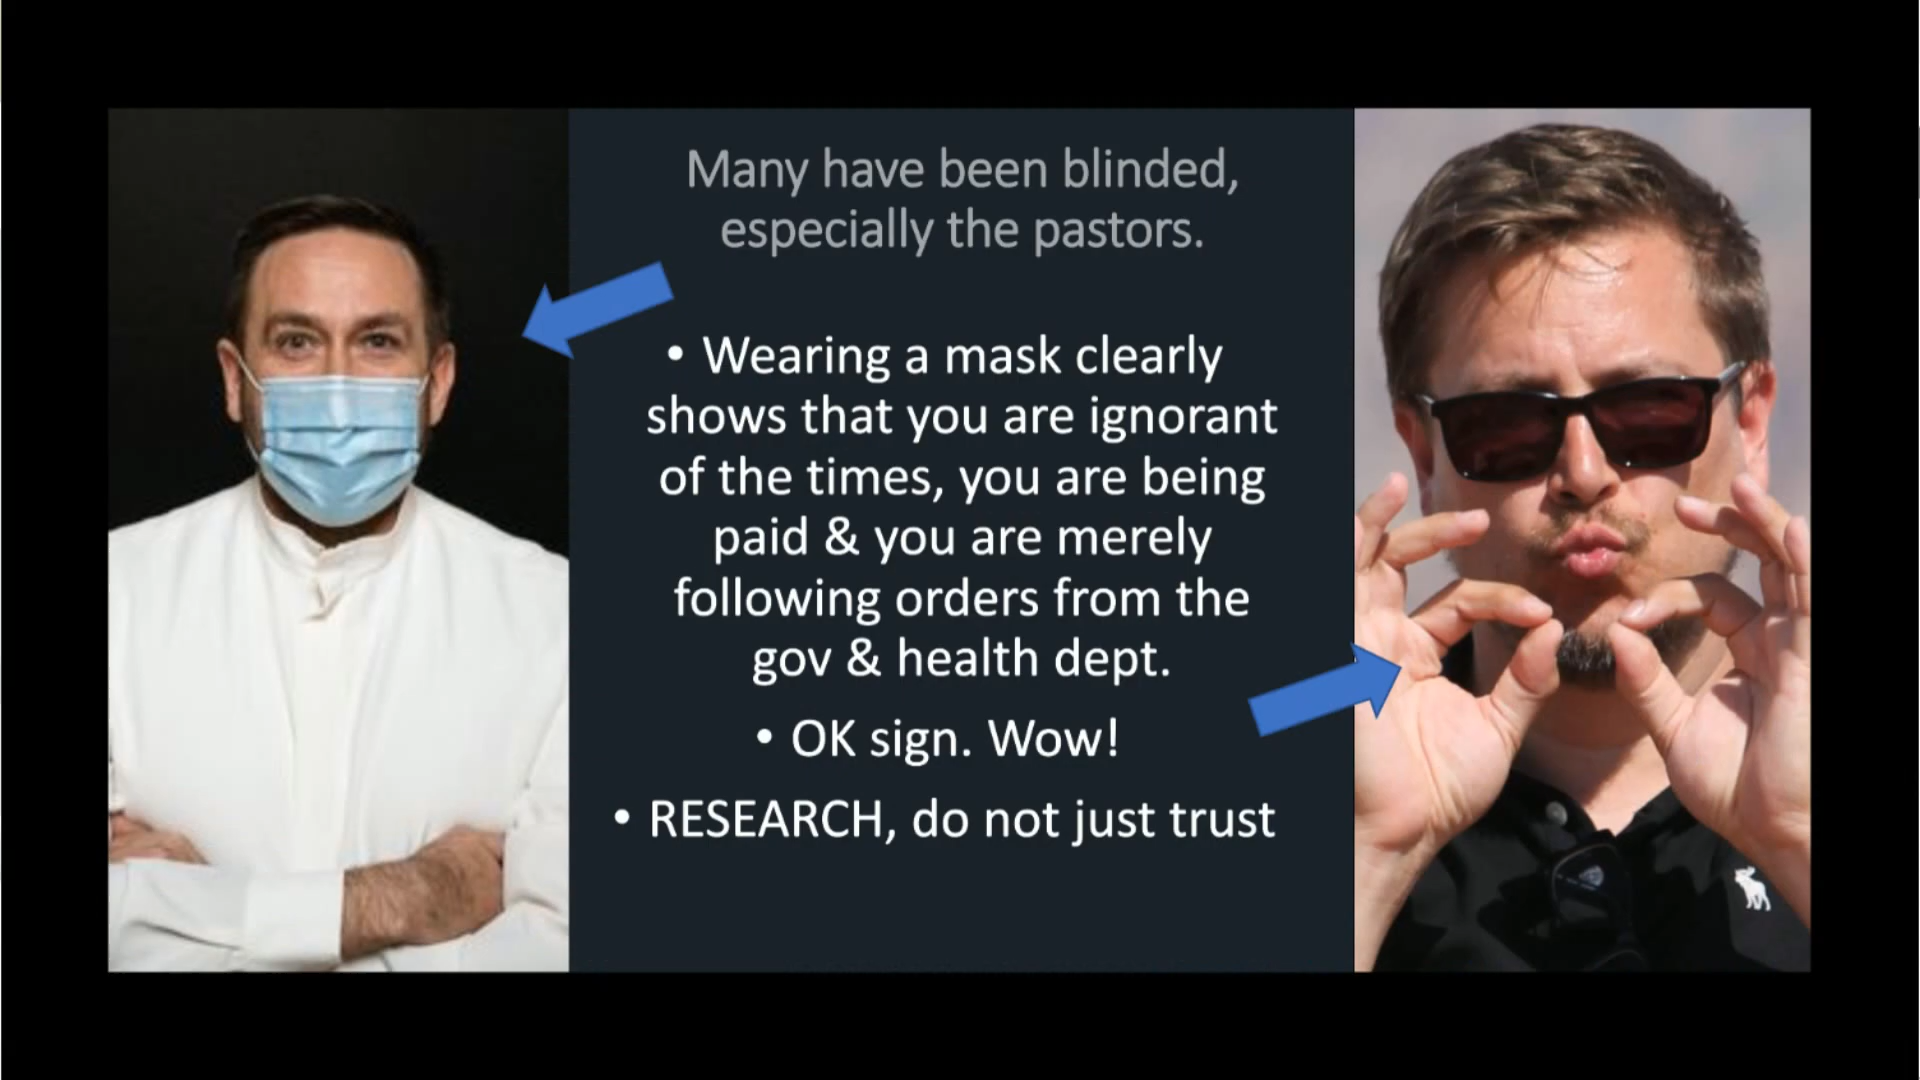 Many have been blinded,
especially the pastors.
• Wearing a mask clearly
shows that you are ignorant
of the times, you are being
paid & you are merely
following orders from the
gov & health dept.
• OK sign. Wow!
• RESEARCH, do not just trust